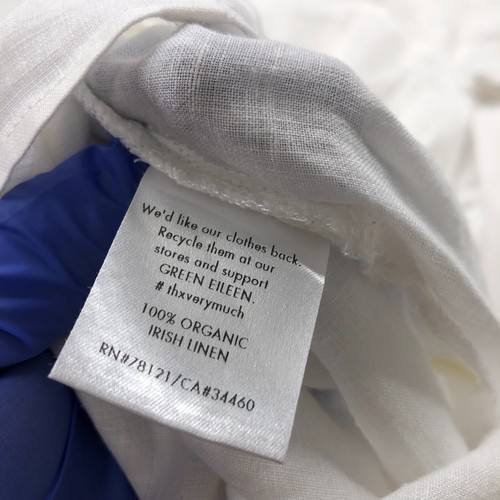 We'd like our clothes back.
Recycle them at our
stores and support
GREEN EILEEN.
# thxverymuch
100% ORGANIC
IRISH LINEN
RN#78121/CA#34460